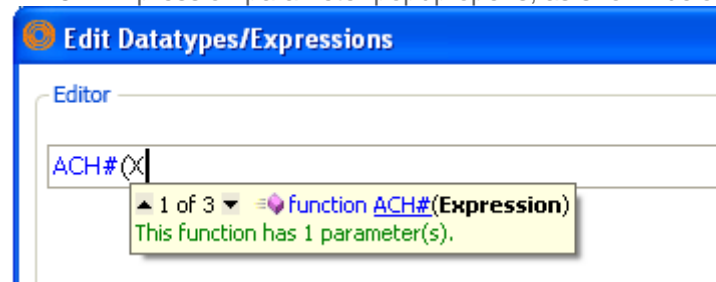 Edit Datatypes/Expressions
Editor
ACH#(X
1 of 3 function ACH#(Expression)
This function has 1 parameter(s).